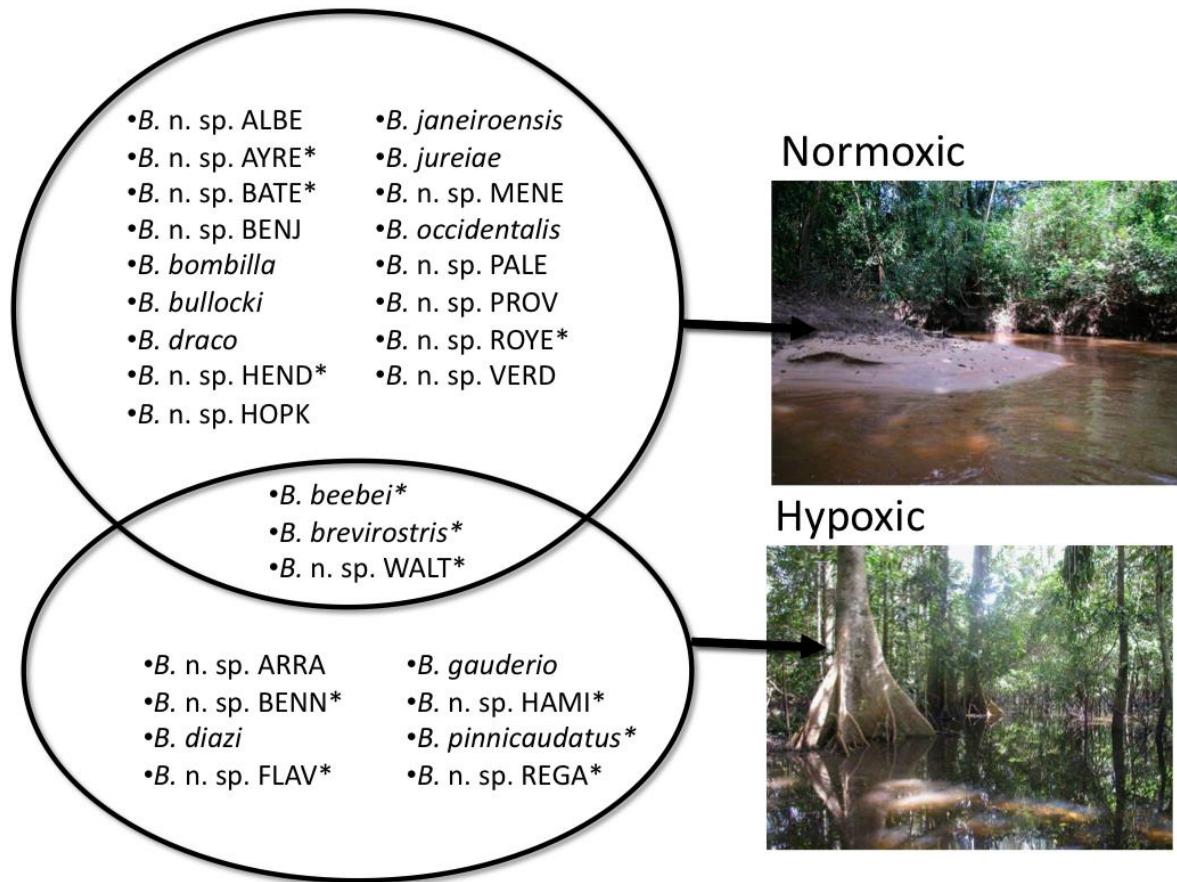 •B. n. sp. ALBE
•B. n. sp. AYRE*
•B. n. sp. BATE*
•B. n. sp. BENJ
•B. bombilla
•B. bullocki
•B. draco
•B. n. sp. HEND*
•B. n. sp. HOPK
•B. janeiroensis
•B. jureiae
•B. n. sp. MENE
•B. occidentalis
•B. n. sp. PALE
•B. n. sp. PROV
•B. n. sp. ROYE*
•B. n. sp. VERD
Normoxic
•B. beebei*
•B. brevirostris*
•B. n. sp. WALT*
Hypoxic
•B. n. sp. ARRA
•B. n. sp. BENN*
•B. diazi
•B. n. sp. FLAV*
•B. gauderio
•B. n. sp. HAMI*
•B. pinnicaudatus*
•B. n. sp. REGA*